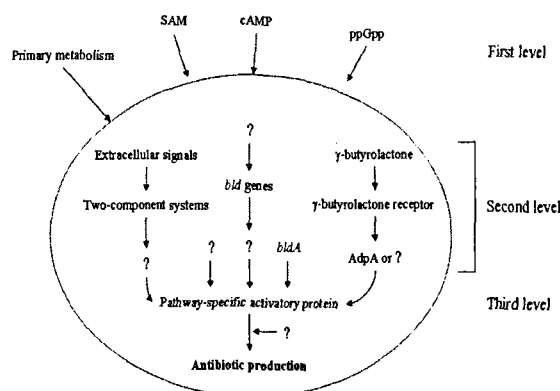 SAM
cAMP
ppGpp
Primary metabolism
First level
?
Extracellular signals
γ-butyrolactone
bld genes
Two-component systems
γ-butyrolactone receptor
Second level
?
?
?
bldA
AdpA or ?
Pathway-specific activatory protein
Third level
?
Antibiotic production